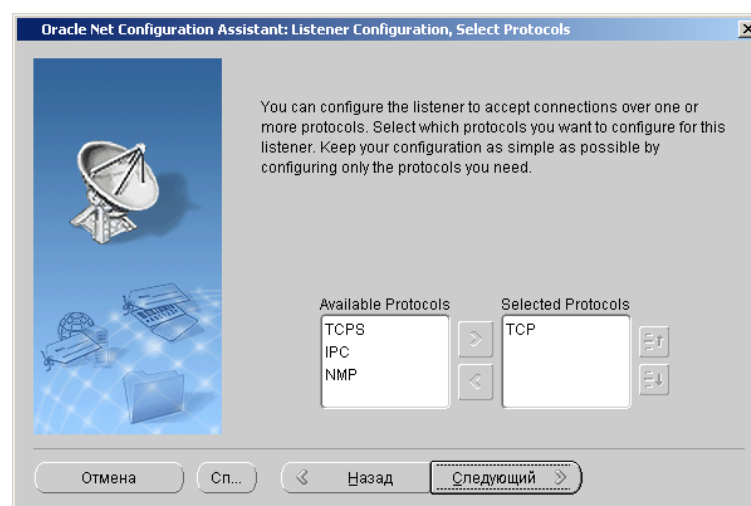 Oracle Net Configuration Assistant: Listener Configuration, Select Protocols
You can configure the listener to accept connections over one or
more protocols. Select which protocols you want to configure for this
listener. Keep your configuration as simple as possible by
configuring only the protocols you need.
Available Protocols
TCPS
IPC
NMP
Selected Protocols
TCP
Отмена
Сп...
Назад
Следующий